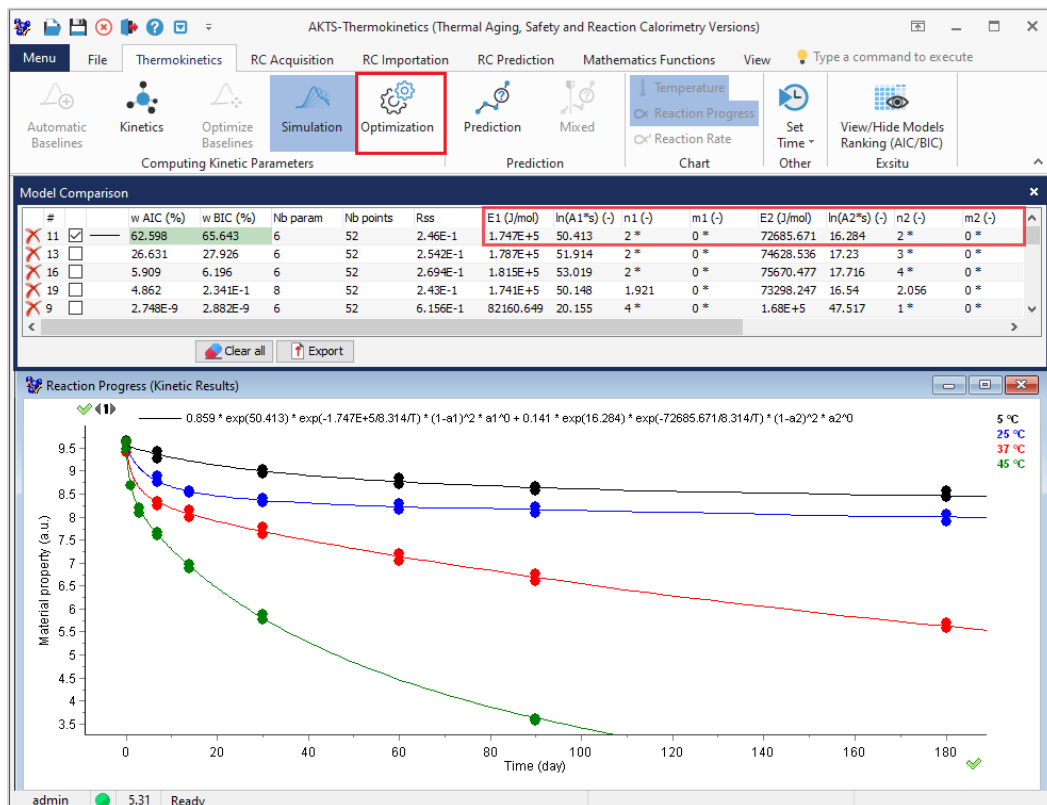 AKTS-Thermokinetics (Thermal Aging, Safety and Reaction Calorimetry Versions)
Menu File Thermokinetics RC Acquisition RC Importation RC Prediction Mathematics Functions View Type a command to execute
Automatic Baselines
Kinetics
Optimize Baselines
Simulation
Optimization
Prediction
Mixed
Temperature
α Reaction Progress
α' Reaction Rate
Set Time
View/Hide Models Ranking (AIC/BIC)
Computing Kinetic Parameters Prediction Chart Other Exsitu
Model Comparison
# w AIC (%) w BIC (%) Nb param Nb points Rss E1 (J/mol) ln(A1*s) (-) n1 (-) m1 (-) E2 (J/mol) ln(A2*s) (-) n2 (-) m2 (-)
11 62.598 65.643 6 52 2.46E-1 1.747E+5 50.413 2 * 0 * 72685.671 16.284 2 * 0 *
13 26.631 27.926 6 52 2.542E-1 1.787E+5 51.914 2 * 0 * 74628.536 17.23 3 * 0 *
16 5.909 6.196 6 52 2.694E-1 1.815E+5 53.019 2 * 0 * 75670.477 17.716 4 * 0 *
19 4.862 2.341E-1 8 52 2.43E-1 1.741E+5 50.148 1.921 0 * 73298.247 16.54 2.056 0 *
9 2.748E-9 2.882E-9 6 52 6.156E-1 82160.649 20.155 4 * 0 * 1.68E+5 47.517 1 * 0 *
Clear all Export
Reaction Progress (Kinetic Results)
(1)
0.859 * exp(50.413) * exp(-1.747E+5/8.314/T) * (1-a1)^2 * a1^0 + 0.141 * exp(16.284) * exp(-72685.671/8.314/T) * (1-a2)^2 * a2^0
5 °C
25 °C
37 °C
45 °C
Material property (a.u.)
9.5
9
8.5
8
7.5
7
6.5
6
5.5
5
4.5
4
3.5
0 20 40 60 80 100 120 140 160 180
Time (day)
admin 5.31 Ready